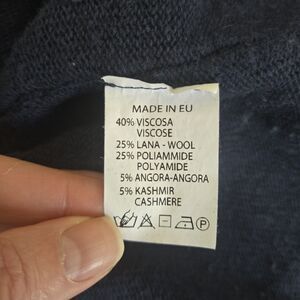 MADE IN EU
40% VISCOSA
VISCOSE
25% LANA - WOOL
25% POLIAMMIDE
POLYAMIDE
5% ANGORA-ANGORA
5% KASHMIR
CASHMERE
P